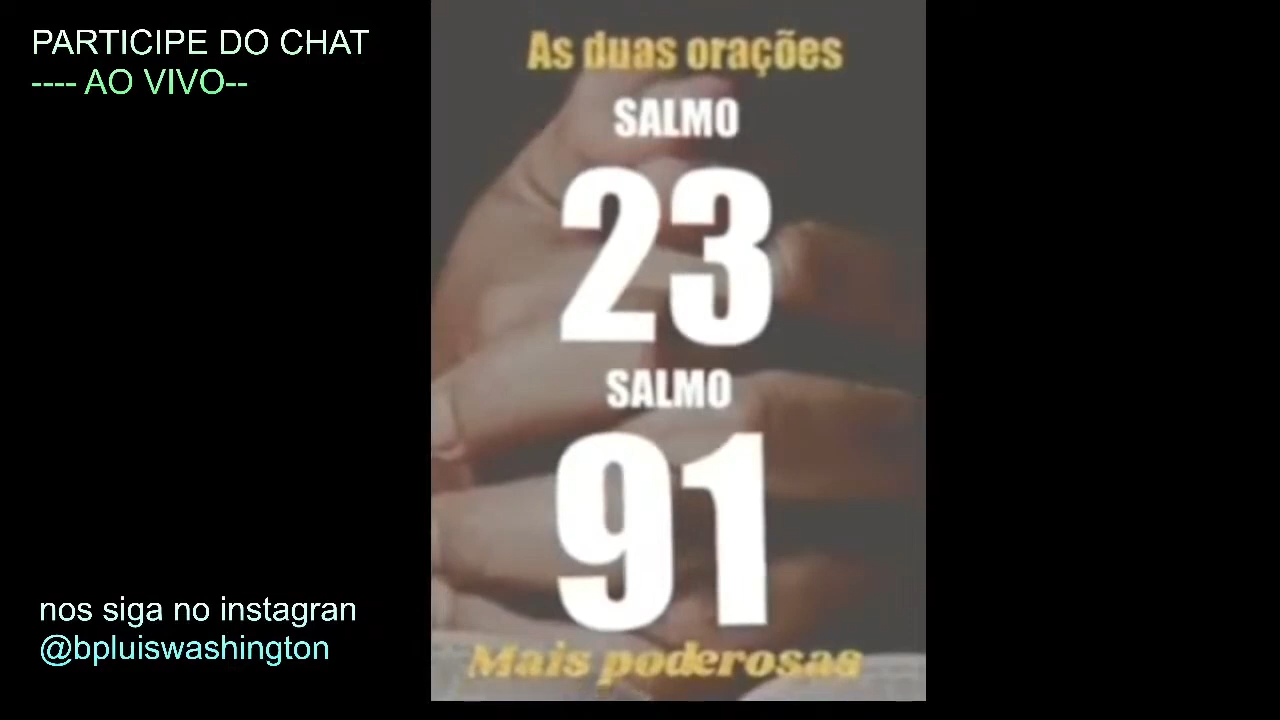 PARTICIPE DO CHAT
---- AO VIVO--
As duas orações
SALMO
23
SALMO
91
Mais poderosas
nos siga no instagran
@bpluiswashington